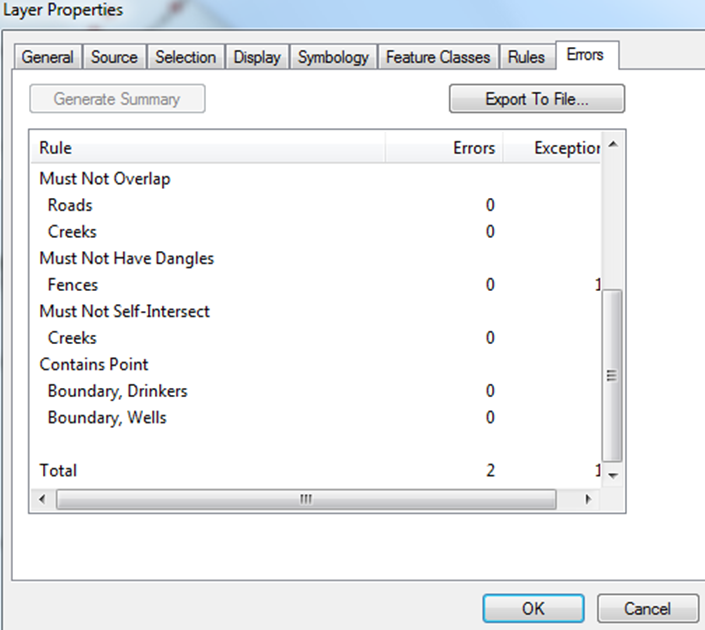 Layer Properties
General Source Selection Display Symbology Feature Classes Rules Errors
Generate Summary Export To File...
Rule Errors Exception
Must Not Overlap
Roads 0
Creeks 0
Must Not Have Dangles
Fences 0 1
Must Not Self-Intersect
Creeks 0
Contains Point
Boundary, Drinkers 0
Boundary, Wells 0
Total 2 1
OK Cancel